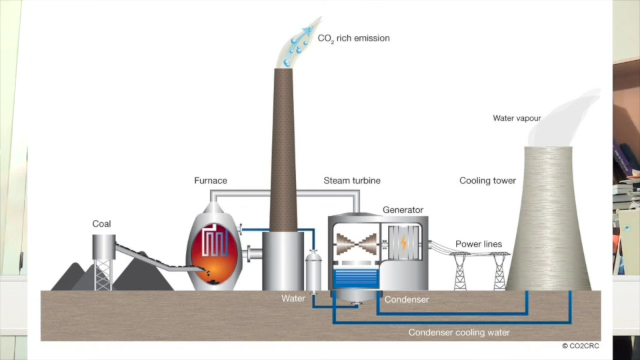 CO₂ rich emission
Water vapour
Furnace
Steam turbine
Cooling tower
Generator
Coal
Power lines
Water
Condenser
Condenser cooling water
© CO2CRC